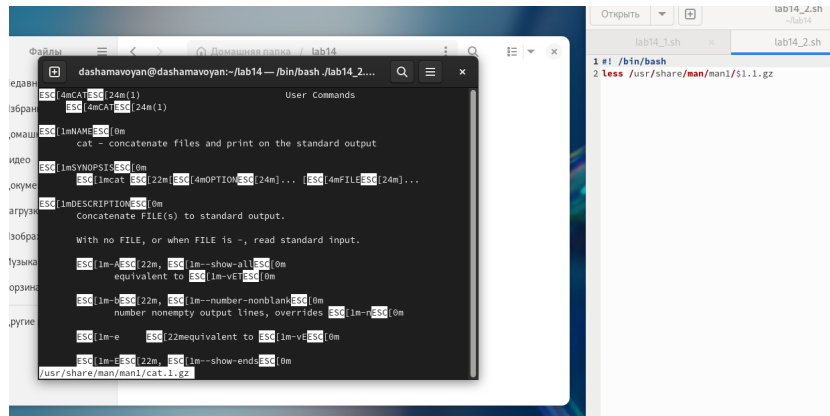 Открыть
lab14_2.sh
~/lab14
Файлы
Домашняя папка / lab14
lab14_1.sh
lab14_2.sh
dashamavoyan@dashamavoyan:~/lab14 — /bin/bash ./lab14_2....
1 #! /bin/bash
2 less /usr/share/man/man1/$1.1.gz
ESC[4mCATESC[24m(1) User Commands
ESC[4mCATESC[24m(1)
ESC[1mNAMEESC[0m
cat - concatenate files and print on the standard output
ESC[1mSYNOPSISESC[0m
ESC[1mcat ESC[22m[ESC[4mOPTIONESC[24m]... [ESC[4mFILEESC[24m]...
ESC[1mDESCRIPTIONESC[0m
Concatenate FILE(s) to standard output.
With no FILE, or when FILE is -, read standard input.
ESC[1m-AESC[22m, ESC[1m--show-allESC[0m
equivalent to ESC[1m-vETESC[0m
ESC[1m-bESC[22m, ESC[1m--number-nonblankESC[0m
number nonempty output lines, overrides ESC[1m-nESC[0m
ESC[1m-e ESC[22mequivalent to ESC[1m-vEESC[0m
ESC[1m-EESC[22m, ESC[1m--show-endsESC[0m
/usr/share/man/man1/cat.1.gz